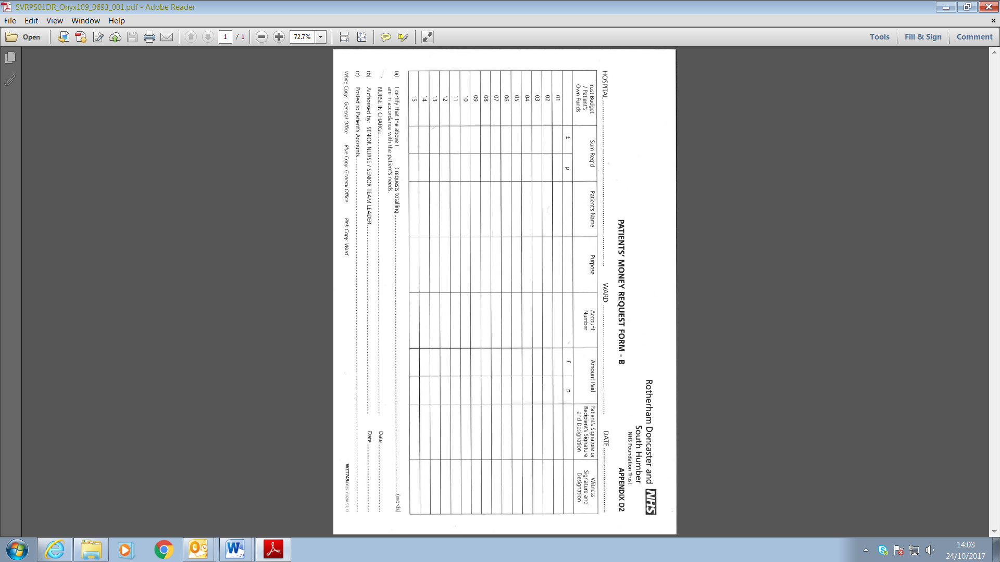 SVRPS01DR_Onyx109_0693_001.pdf - Adobe Reader
File Edit View Window Help
Open 1 / 1 72.7% Tools Fill & Sign Comment
Rotherham Doncaster and NHS
South Humber
NHS Foundation Trust
PATIENTS' MONEY REQUEST FORM - B APPENDIX D2
HOSPITAL WARD DATE
Trust Budget / Patient's Own Funds
Sum Req'd
Patient's Name
Purpose
Account Number
Amount Paid
Patient's Signature or Recipient's Signature and Designation
Witness Signature and Designation
£ p £ p
01
02
03
04
05
06
07
08
09
10
11
12
13
14
15
(a) I certify that the above ( ) requests totalling (words)
are in accordance with the patient's needs.
NURSE IN CHARGE Date
(b) Authorised by: SENIOR NURSE / SENIOR TEAM LEADER Date
(c) Posted to Patient's Accounts
White Copy: General Office Blue Copy: General Office Pink Copy: Ward WZT749
14:03
24/10/2017